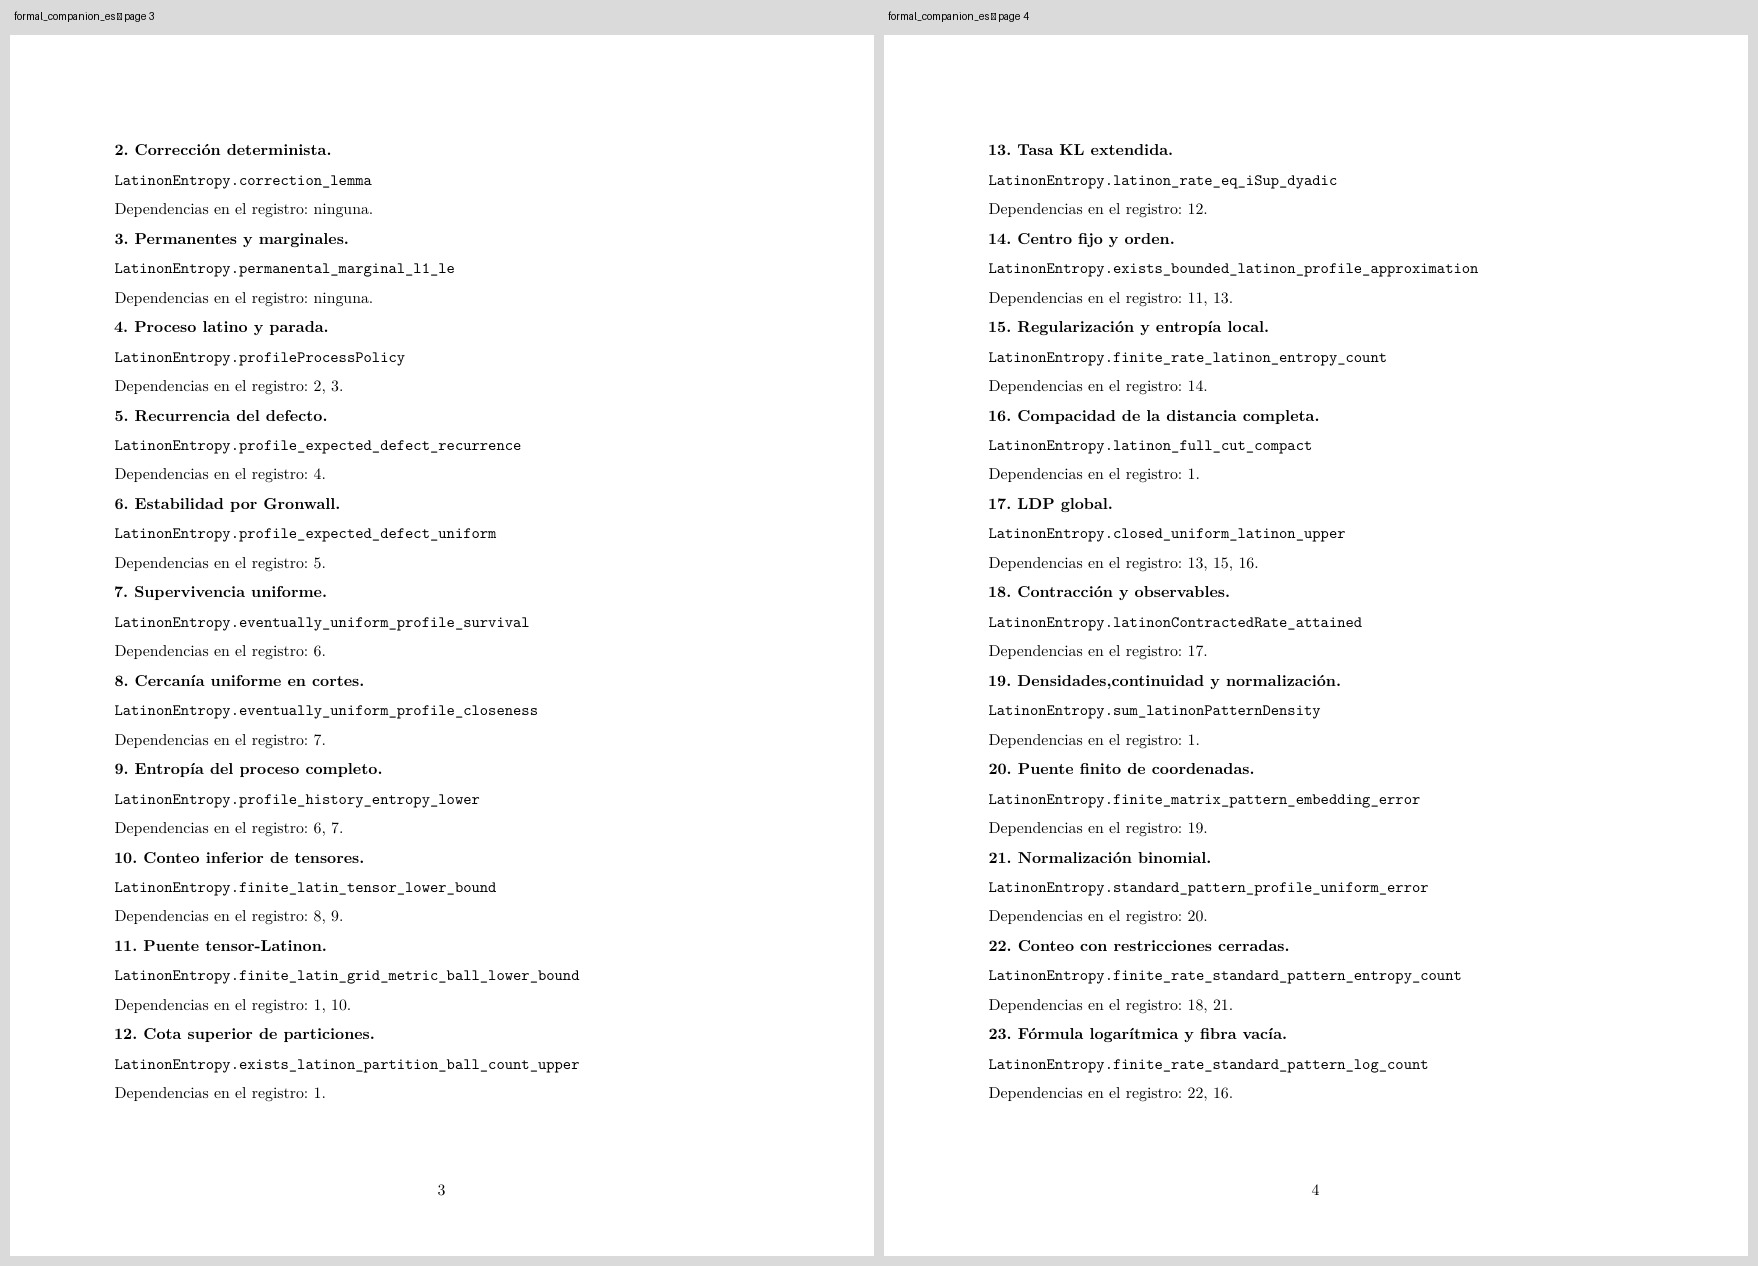 formal_companion_es page 3
2. Corrección determinista.
LatinonEntropy.correction_lemma
Dependencias en el registro: ninguna.
3. Permanentes y marginales.
LatinonEntropy.permanental_marginal_l1_le
Dependencias en el registro: ninguna.
4. Proceso latino y parada.
LatinonEntropy.profileProcessPolicy
Dependencias en el registro: 2, 3.
5. Recurrencia del defecto.
LatinonEntropy.profile_expected_defect_recurrence
Dependencias en el registro: 4.
6. Estabilidad por Gronwall.
LatinonEntropy.profile_expected_defect_uniform
Dependencias en el registro: 5.
7. Supervivencia uniforme.
LatinonEntropy.eventually_uniform_profile_survival
Dependencias en el registro: 6.
8. Cercanía uniforme en cortes.
LatinonEntropy.eventually_uniform_profile_closeness
Dependencias en el registro: 7.
9. Entropía del proceso completo.
LatinonEntropy.profile_history_entropy_lower
Dependencias en el registro: 6, 7.
10. Conteo inferior de tensores.
LatinonEntropy.finite_latin_tensor_lower_bound
Dependencias en el registro: 8, 9.
11. Puente tensor-Latinon.
LatinonEntropy.finite_latin_grid_metric_ball_lower_bound
Dependencias en el registro: 1, 10.
12. Cota superior de particiones.
LatinonEntropy.exists_latinon_partition_ball_count_upper
Dependencias en el registro: 1.
3
formal_companion_es page 4
13. Tasa KL extendida.
LatinonEntropy.latinon_rate_eq_iSup_dyadic
Dependencias en el registro: 12.
14. Centro fijo y orden.
LatinonEntropy.exists_bounded_latinon_profile_approximation
Dependencias en el registro: 11, 13.
15. Regularización y entropía local.
LatinonEntropy.finite_rate_latinon_entropy_count
Dependencias en el registro: 14.
16. Compacidad de la distancia completa.
LatinonEntropy.latinon_full_cut_compact
Dependencias en el registro: 1.
17. LDP global.
LatinonEntropy.closed_uniform_latinon_upper
Dependencias en el registro: 13, 15, 16.
18. Contracción y observables.
LatinonEntropy.latinonContractedRate_attained
Dependencias en el registro: 17.
19. Densidades,continuidad y normalización.
LatinonEntropy.sum_latinonPatternDensity
Dependencias en el registro: 1.
20. Puente finito de coordenadas.
LatinonEntropy.finite_matrix_pattern_embedding_error
Dependencias en el registro: 19.
21. Normalización binomial.
LatinonEntropy.standard_pattern_profile_uniform_error
Dependencias en el registro: 20.
22. Conteo con restricciones cerradas.
LatinonEntropy.finite_rate_standard_pattern_entropy_count
Dependencias en el registro: 18, 21.
23. Fórmula logarítmica y fibra vacía.
LatinonEntropy.finite_rate_standard_pattern_log_count
Dependencias en el registro: 22, 16.
4